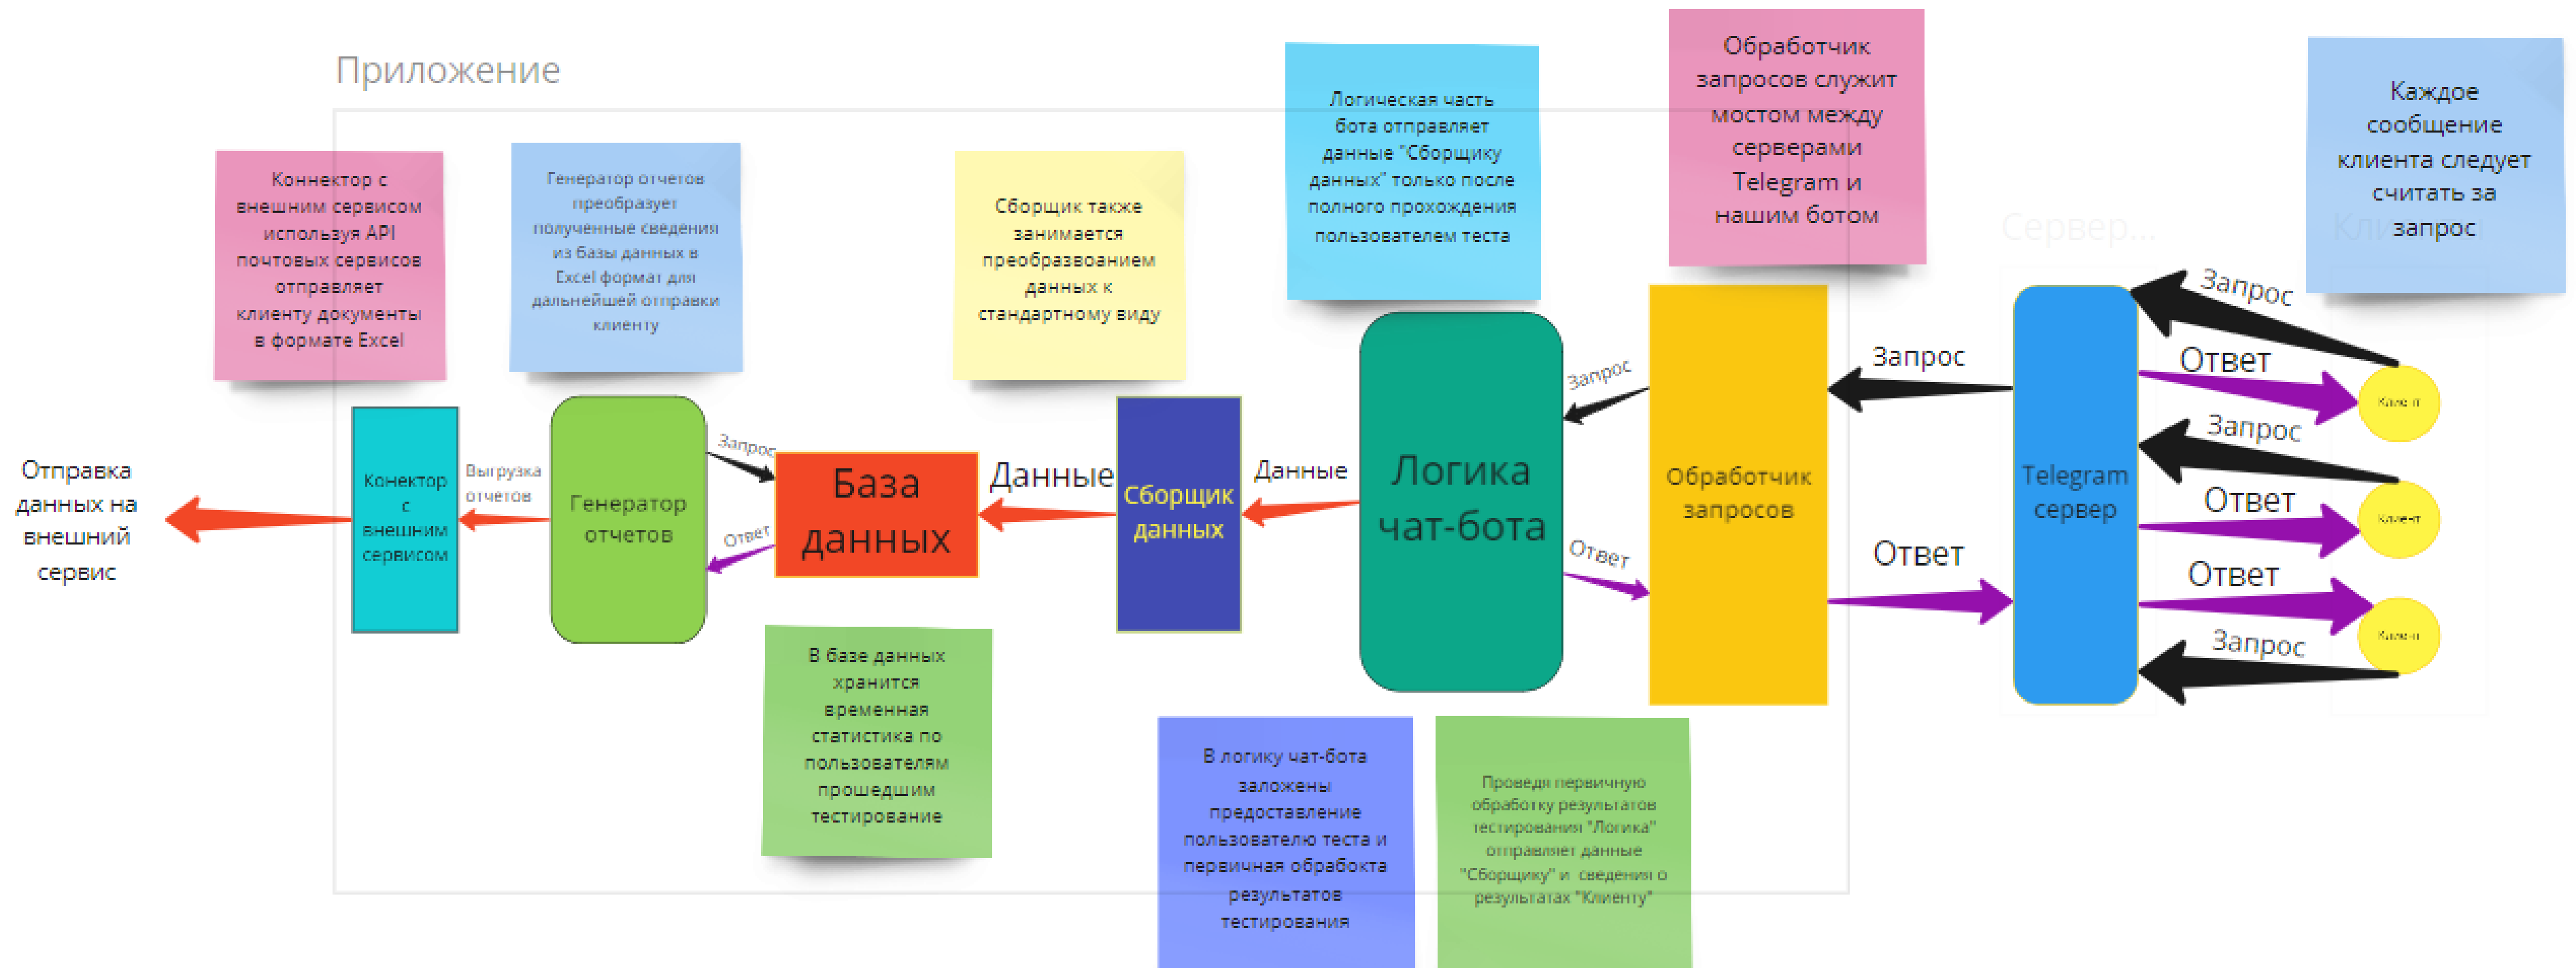 Приложение
Коннектор с
внешним сервисом
используя API
почтовых сервисов
отправляет
клиенту документы
в формате Excel
Генератор отчетов
преобразует
полученные сведения
из базы данных в
Excel формат для
дальнейшей отправки
клиенту
Сборщик также
занимается
преобразвоанием
данных к
стандартному виду
Логическая часть
бота отправляет
данные "Сборщику
данных" только после
полного прохождения
пользователем теста
Обработчик
запросов служит
мостом между
серверами
Telegram и
нашим ботом
Каждое
сообщение
клиента следует
считать за
запрос
Сервер...
Отправка
данных на
внешний
сервис
Конектор
с
внешним
сервисом
Выгрузка
отчетов
Генератор
отчетов
Запрос
Ответ
База
данных
Данные
Сборщик
данных
Данные
Логика
чат-бота
Запрос
Ответ
Обработчик
запросов
Запрос
Ответ
Telegram
сервер
Запрос
Ответ
Клиент
Запрос
Ответ
Клиент
Ответ
Запрос
Клиент
В базе данных
хранится
временная
статистика по
пользователям
прошедшим
тестирование
В логику чат-бота
заложены
предоставление
пользователю теста и
первичная обрабокта
результатов
тестирования
Проведя первичную
обработку результатов
тестирования "Логика"
отправляет данные
"Сборщику" и сведения о
результатах "Клиенту"